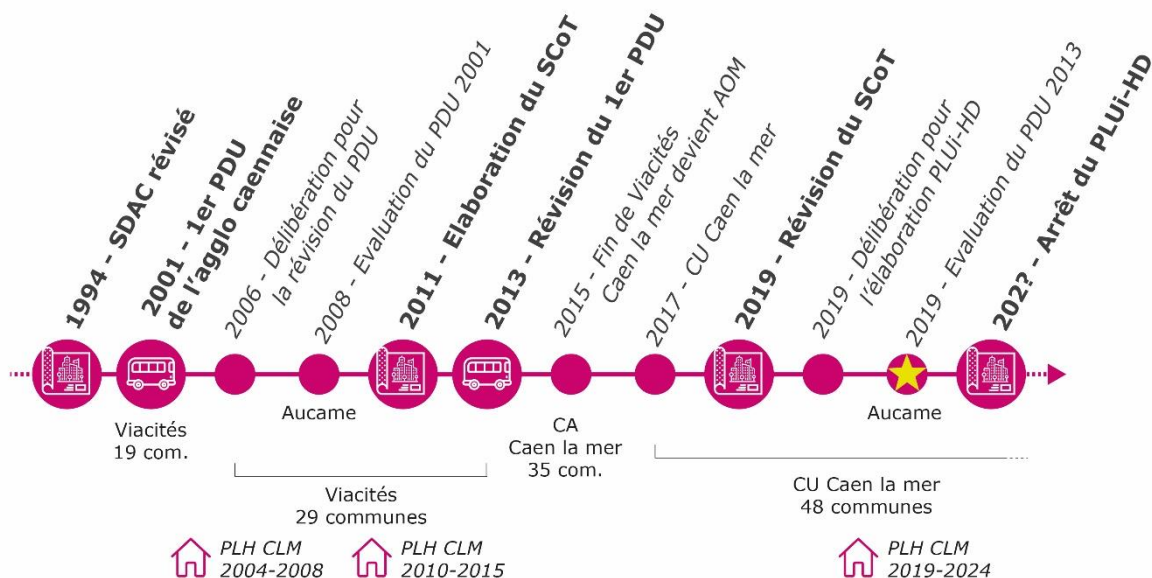 1994 - SDAC révisé
2001 - 1er PDU
de l'agglo caennaise
2006 - Délibération pour
la révision du PDU
2008 - Evaluation du PDU 2001
2011 - Elaboration du SCoT
2013 - Révision du 1er PDU
2015 - Fin de Viacités
Caen la mer devient AOM
2017 - CU Caen la mer
2019 - Révision du SCoT
2019 - Délibération pour
l'élaboration PLUi-HD
2019 - Evaluation du PDU 2013
202? - Arrêt du PLUi-HD
Viacités
19 com.
Aucame
CA
Caen la mer
35 com.
Aucame
Viacités
29 communes
CU Caen la mer
48 communes
PLH CLM
2004-2008
PLH CLM
2010-2015
PLH CLM
2019-2024